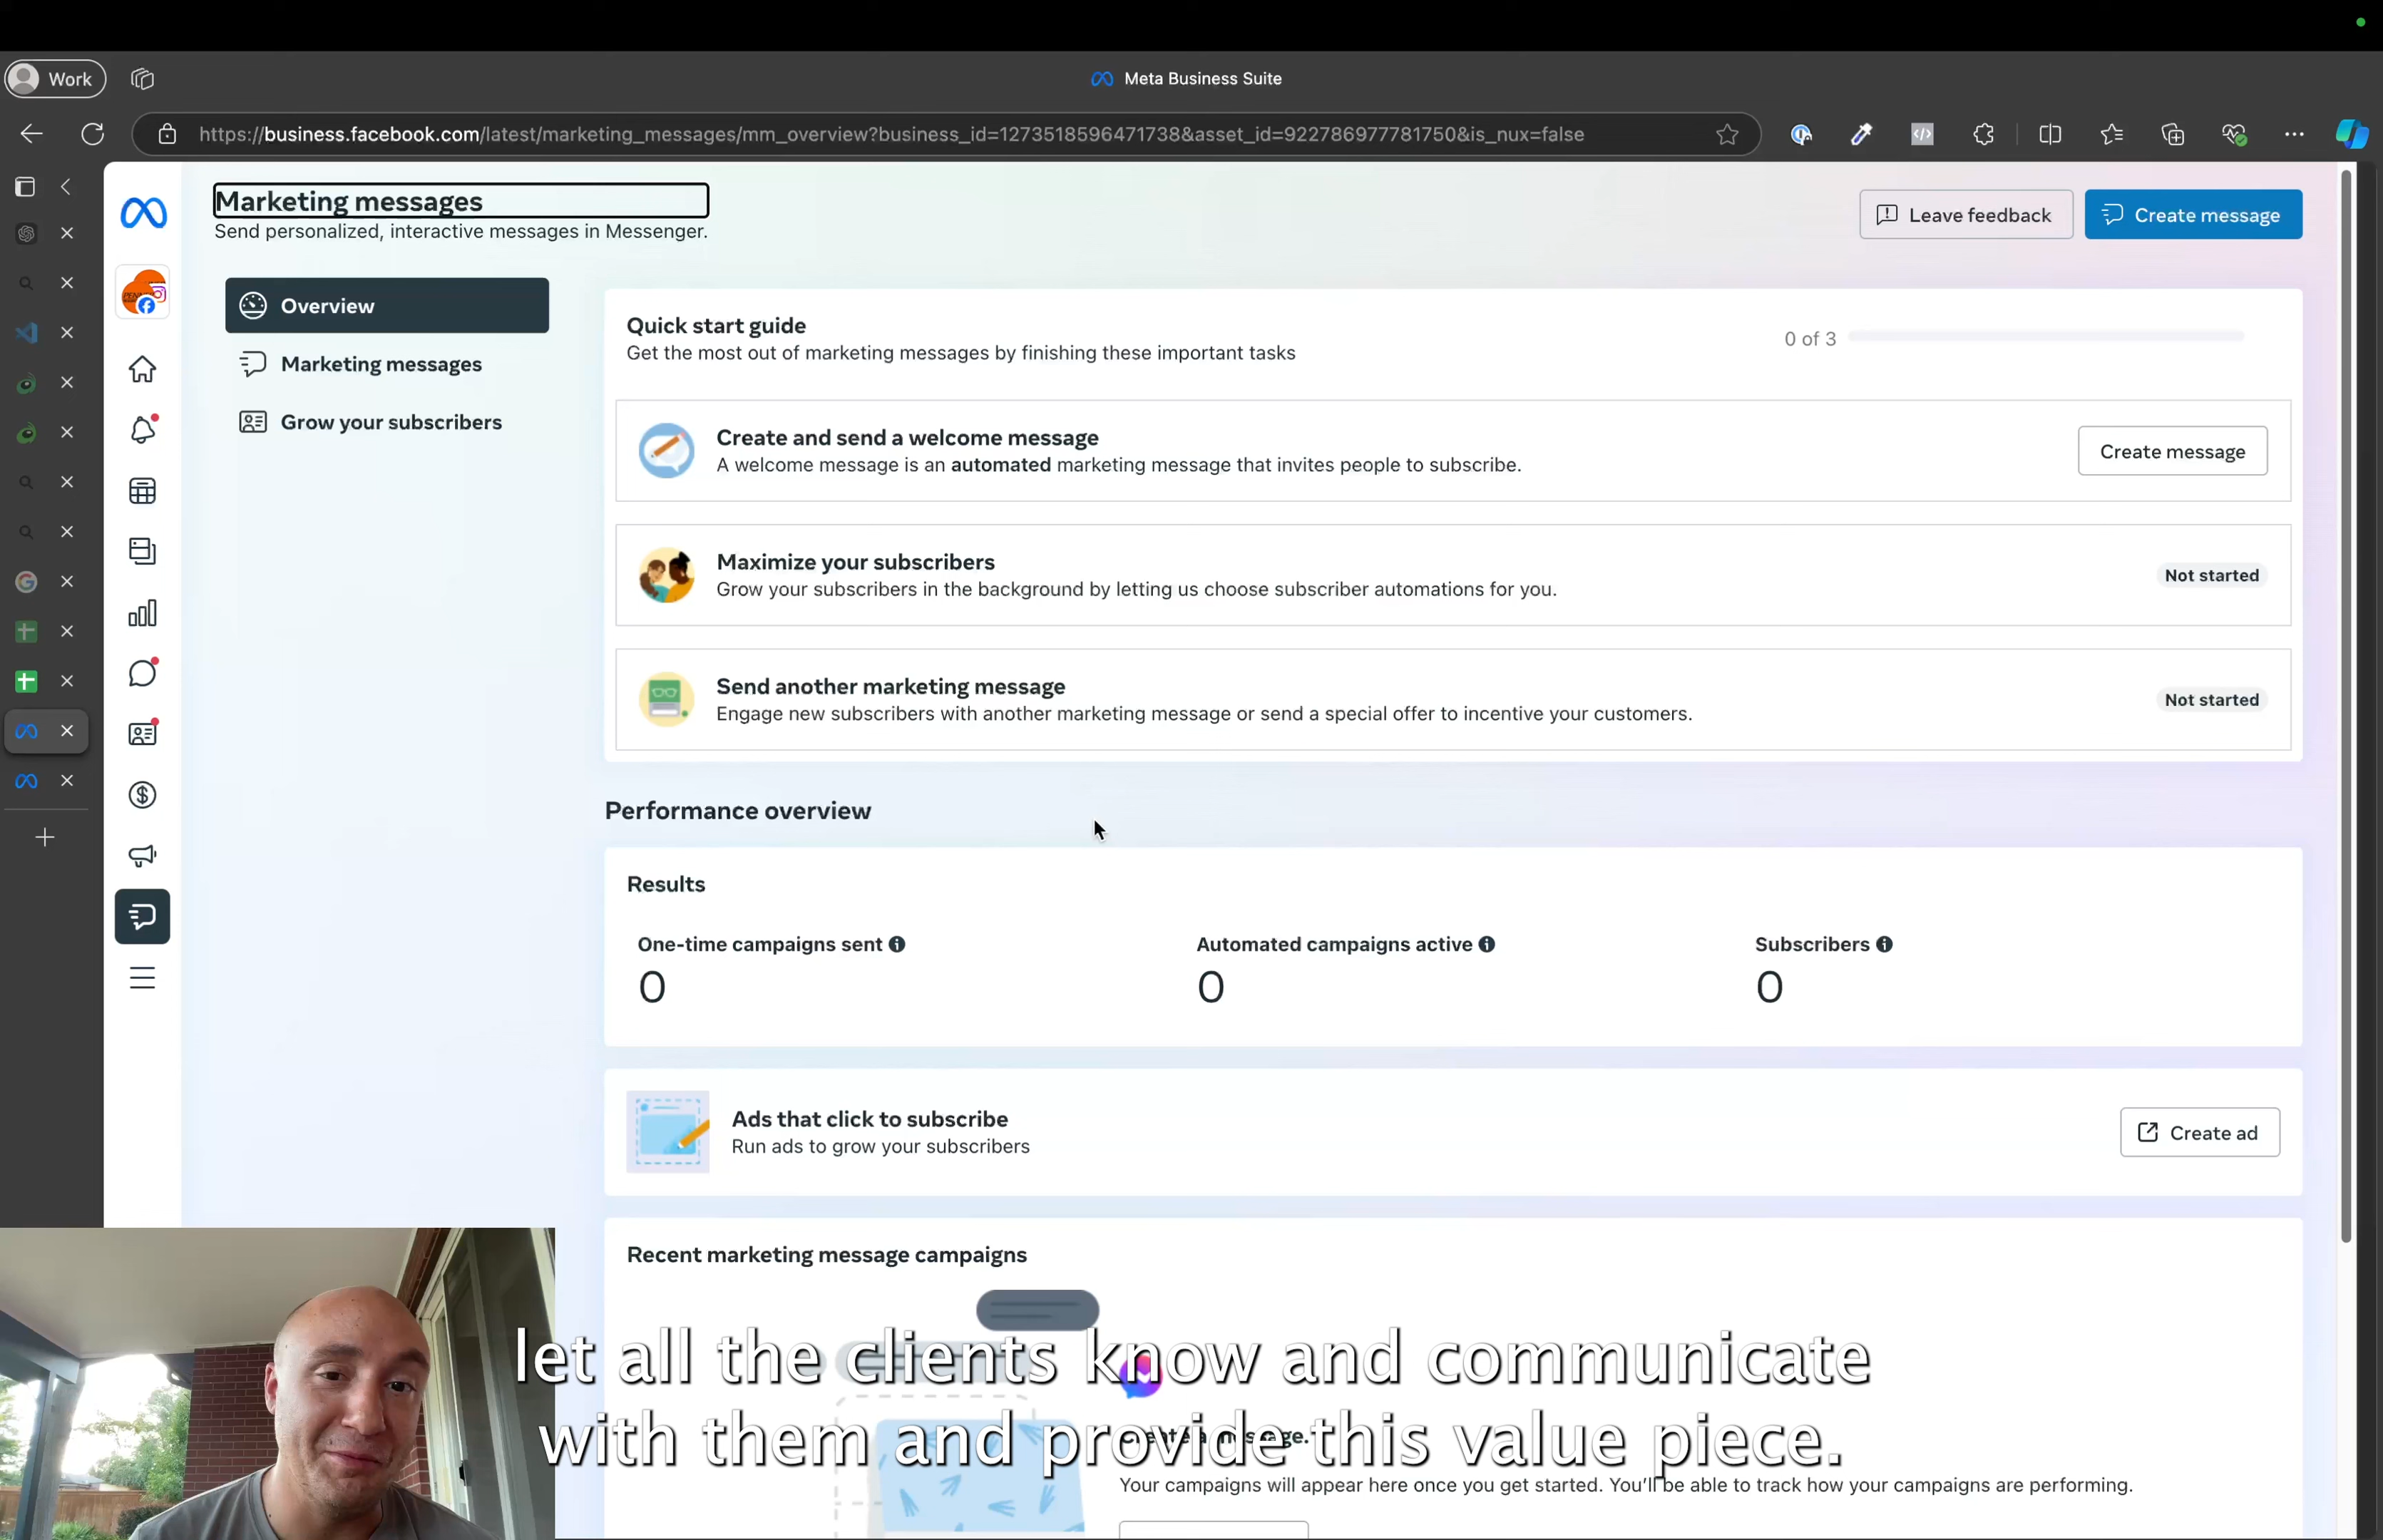 Work
Meta Business Suite
https://business.facebook.com/latest/marketing_messages/mm_overview?business_id=1273518596471738&asset_id=922786977781750&is_nux=false
Marketing messages
Send personalized, interactive messages in Messenger.
Leave feedback
Create message
Overview
Marketing messages
Grow your subscribers
Quick start guide
Get the most out of marketing messages by finishing these important tasks
0 of 3
Create and send a welcome message
A welcome message is an automated marketing message that invites people to subscribe.
Create message
Maximize your subscribers
Grow your subscribers in the background by letting us choose subscriber automations for you.
Not started
Send another marketing message
Engage new subscribers with another marketing message or send a special offer to incentive your customers.
Not started
Performance overview
Results
One-time campaigns sent
0
Automated campaigns active
0
Subscribers
0
Ads that click to subscribe
Run ads to grow your subscribers
Create ad
Recent marketing message campaigns
let all the clients know and communicate
with them and provide this value piece.
Create a message.
Your campaigns will appear here once you get started. You'll be able to track how your campaigns are performing.